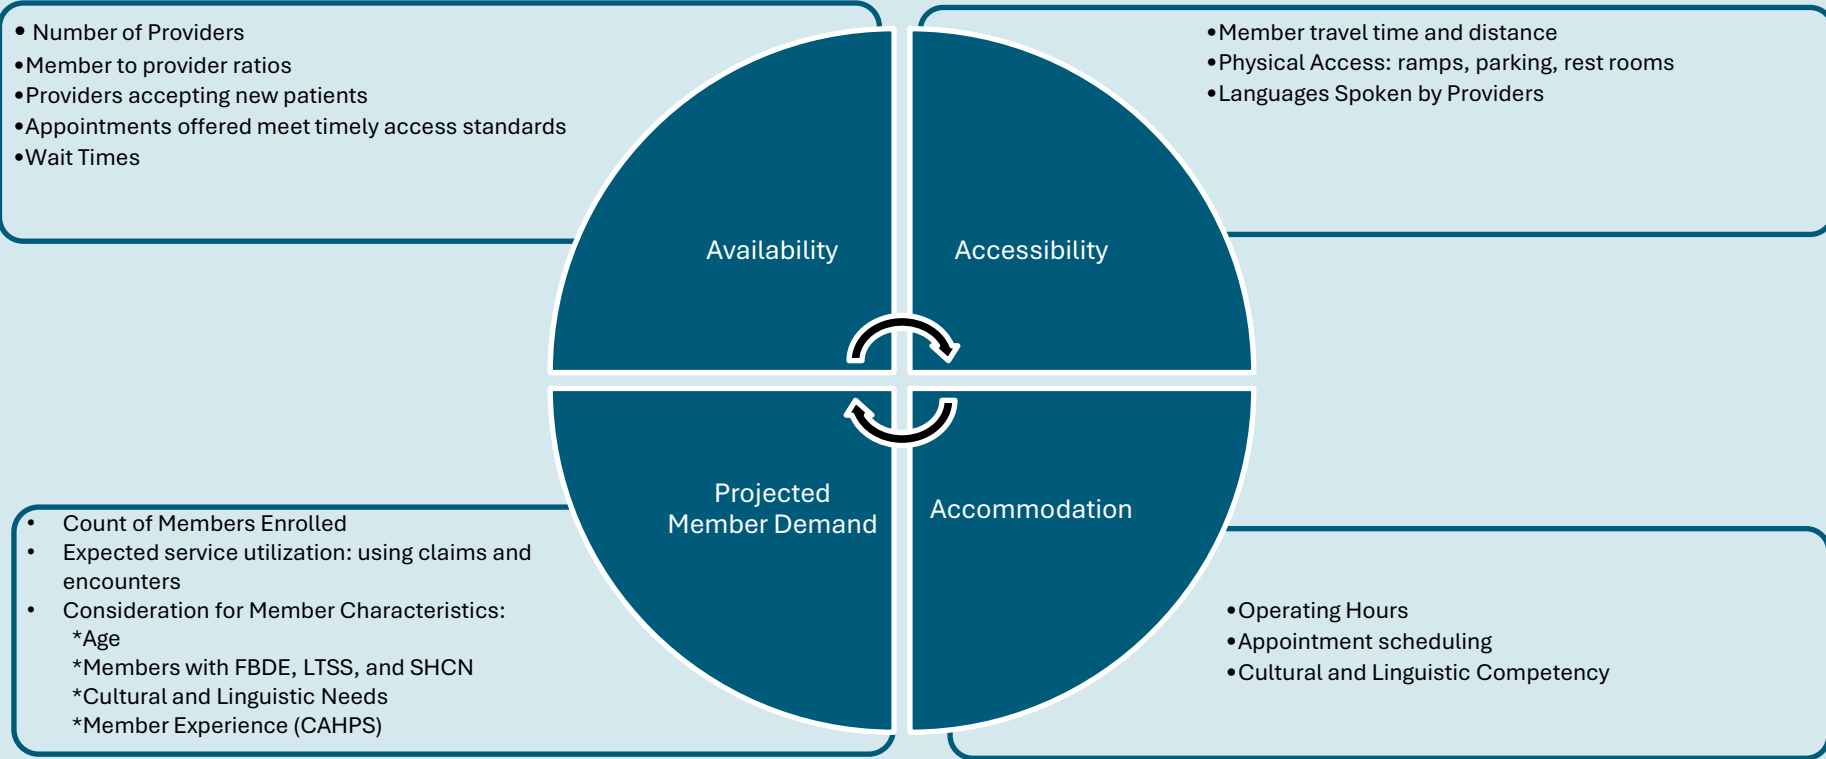 • Number of Providers
•Member to provider ratios
•Providers accepting new patients
•Appointments offered meet timely access standards
•Wait Times
•Member travel time and distance
•Physical Access: ramps, parking, rest rooms
•Languages Spoken by Providers
Availability
Accessibility
Projected
Member Demand
Accommodation
• Count of Members Enrolled
• Expected service utilization: using claims and
encounters
• Consideration for Member Characteristics:
*Age
*Members with FBDE, LTSS, and SHCN
*Cultural and Linguistic Needs
*Member Experience (CAHPS)
•Operating Hours
•Appointment scheduling
•Cultural and Linguistic Competency